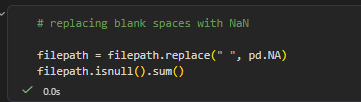 # replacing blank spaces with NaN
filepath = filepath.replace(" ", pd.NA)
filepath.isnull().sum()
0.0s